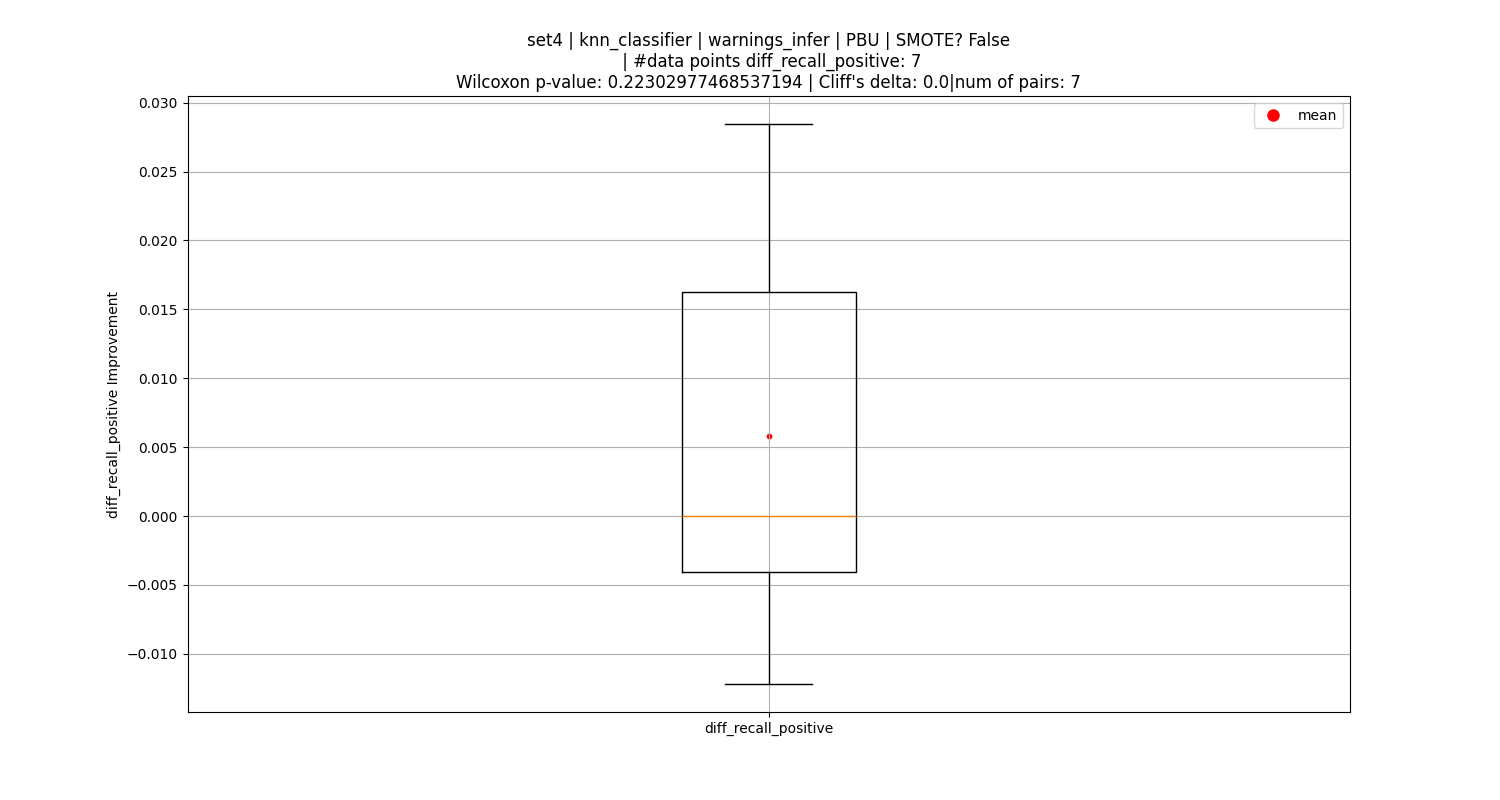 set4 | knn_classifier | warnings_infer | PBU | SMOTE? False
| #data points diff_recall_positive: 7
Wilcoxon p-value: 0.22302977468537194 | Cliff's delta: 0.0|num of pairs: 7
mean
0.030
0.025
0.020
0.015
0.010
0.005
0.000
−0.005
−0.010
diff_recall_positive Improvement
diff_recall_positive